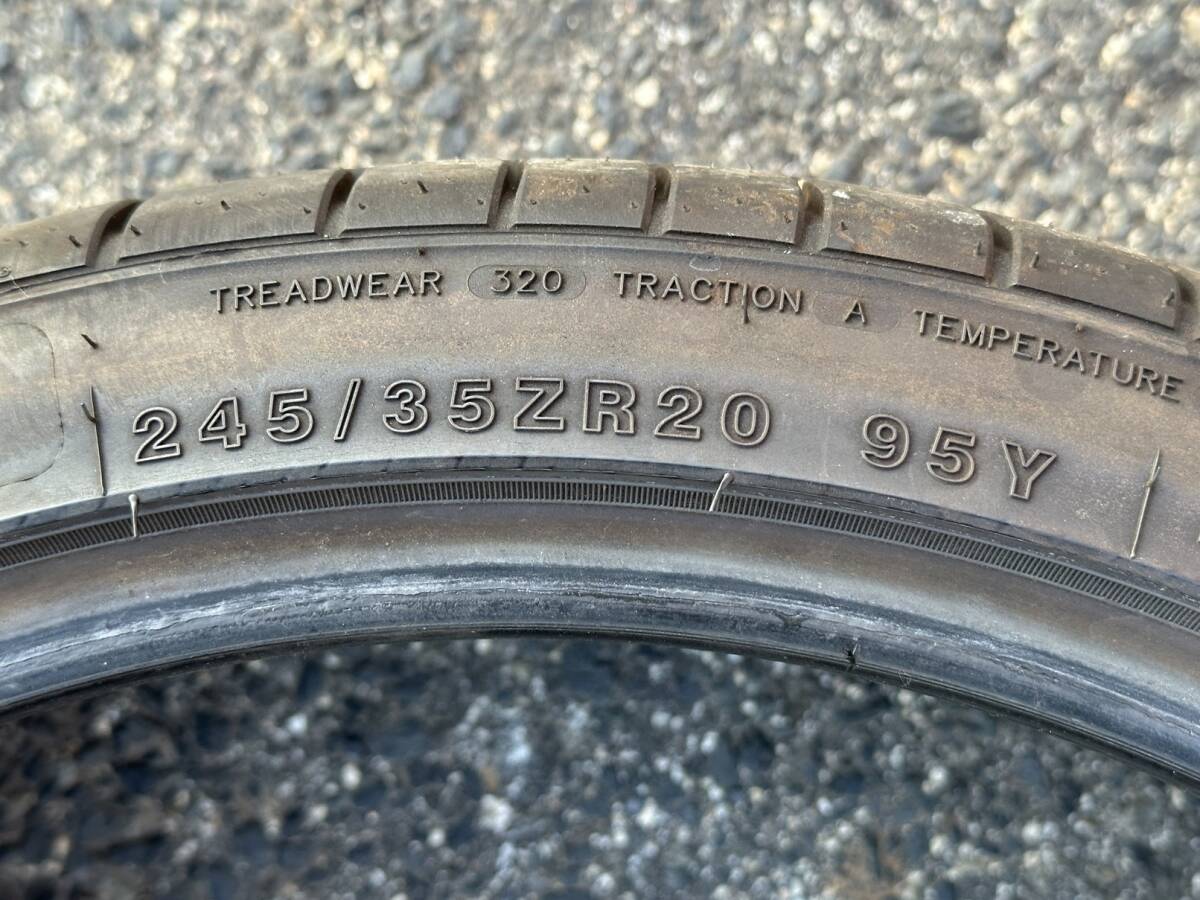 TREADWEAR 320 TRACTION A TEMPERATURE
245/35ZR20 95Y